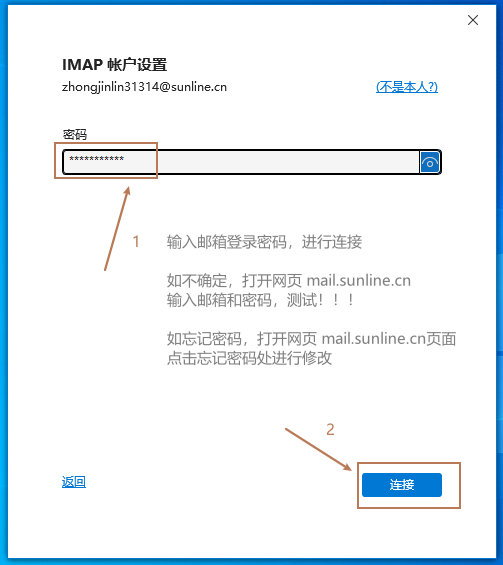 IMAP 帐户设置
zhongjinlin31314@sunline.cn
(不是本人?)
密码
***********
1
输入邮箱登录密码，进行连接
如不确定，打开网页 mail.sunline.cn
输入邮箱和密码，测试！！！
如忘记密码，打开网页 mail.sunline.cn页面
点击忘记密码处进行修改
2
返回
连接